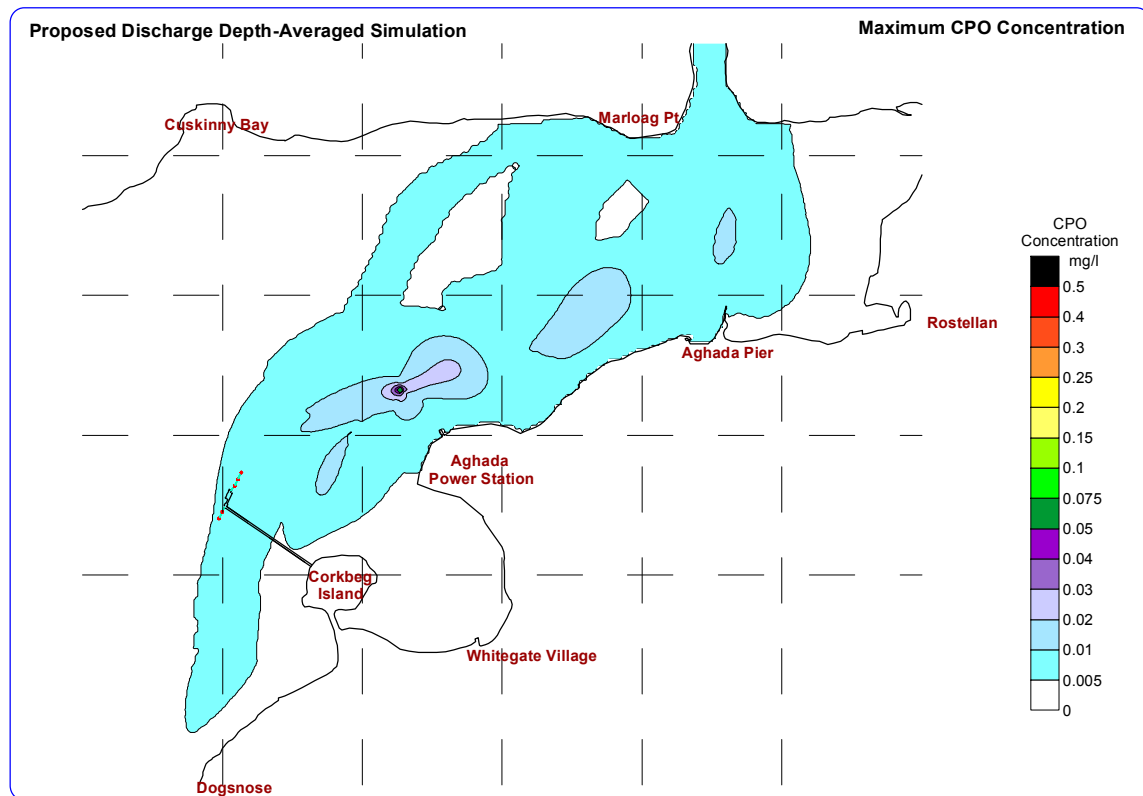 Proposed Discharge Depth-Averaged Simulation
Maximum CPO Concentration
Cuskinny Bay
Marloag Pt
Rostellan
Aghada Pier
Aghada
Power Station
Corkbeg
Island
Whitegate Village
Dogsnose
CPO
Concentration
mg/l
0.5
0.4
0.3
0.25
0.2
0.15
0.1
0.075
0.05
0.04
0.03
0.02
0.01
0.005
0